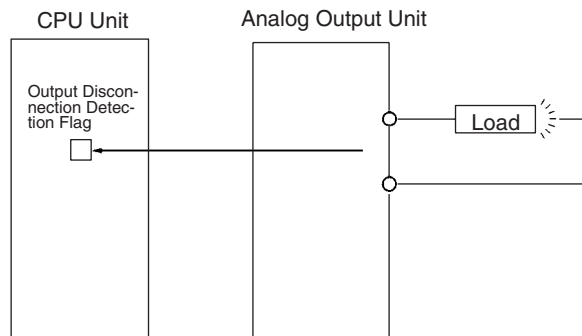 CPU Unit
Analog Output Unit
Output Discon-
nection Detec-
tion Flag
Load